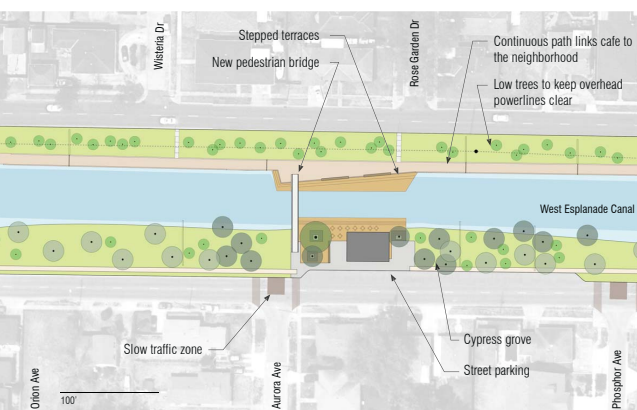 Wisteria Dr
Stepped terraces
New pedestrian bridge
Rose Garden Dr
Continuous path links cafe to
the neighborhood
Low trees to keep overhead
powerlines clear
West Esplanade Canal
Slow traffic zone
Cypress grove
Street parking
Orion Ave
100'
Aurora Ave
Phosphor Ave